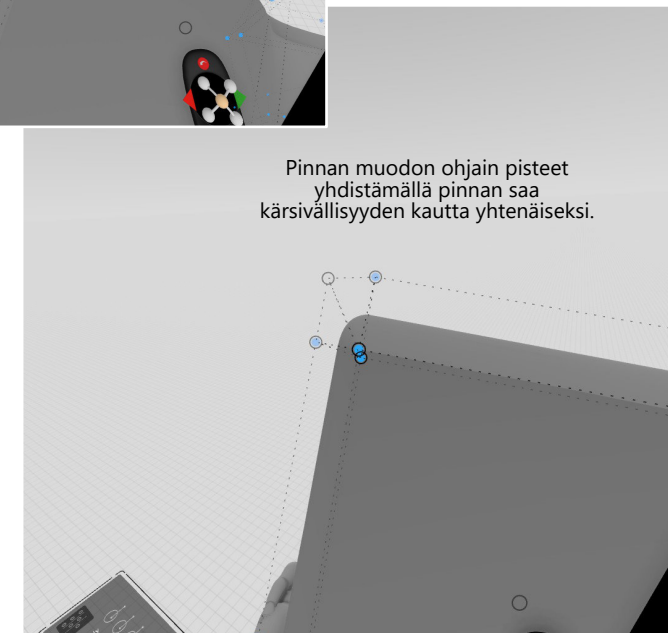 Pinnan muodon ohjain pisteet
yhdistämällä pinnan saa
kärsivällisyyden kautta yhtenäiseksi.